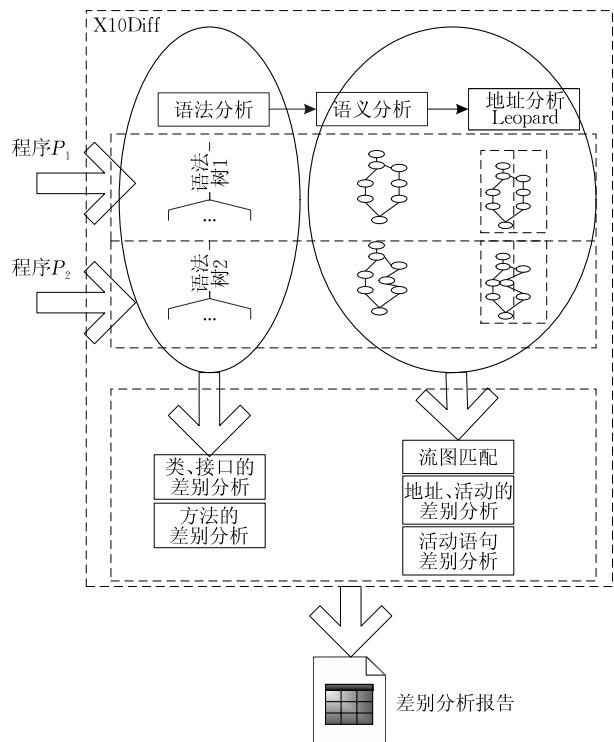 X10Diff
语法分析
语义分析
地址分析
Leopard
程序P1
语法_
树1
...
程序P2
语法_
树2
...
类、接口的
差别分析
方法的
差别分析
流图匹配
地址、活动的
差别分析
活动语句
差别分析
差别分析报告